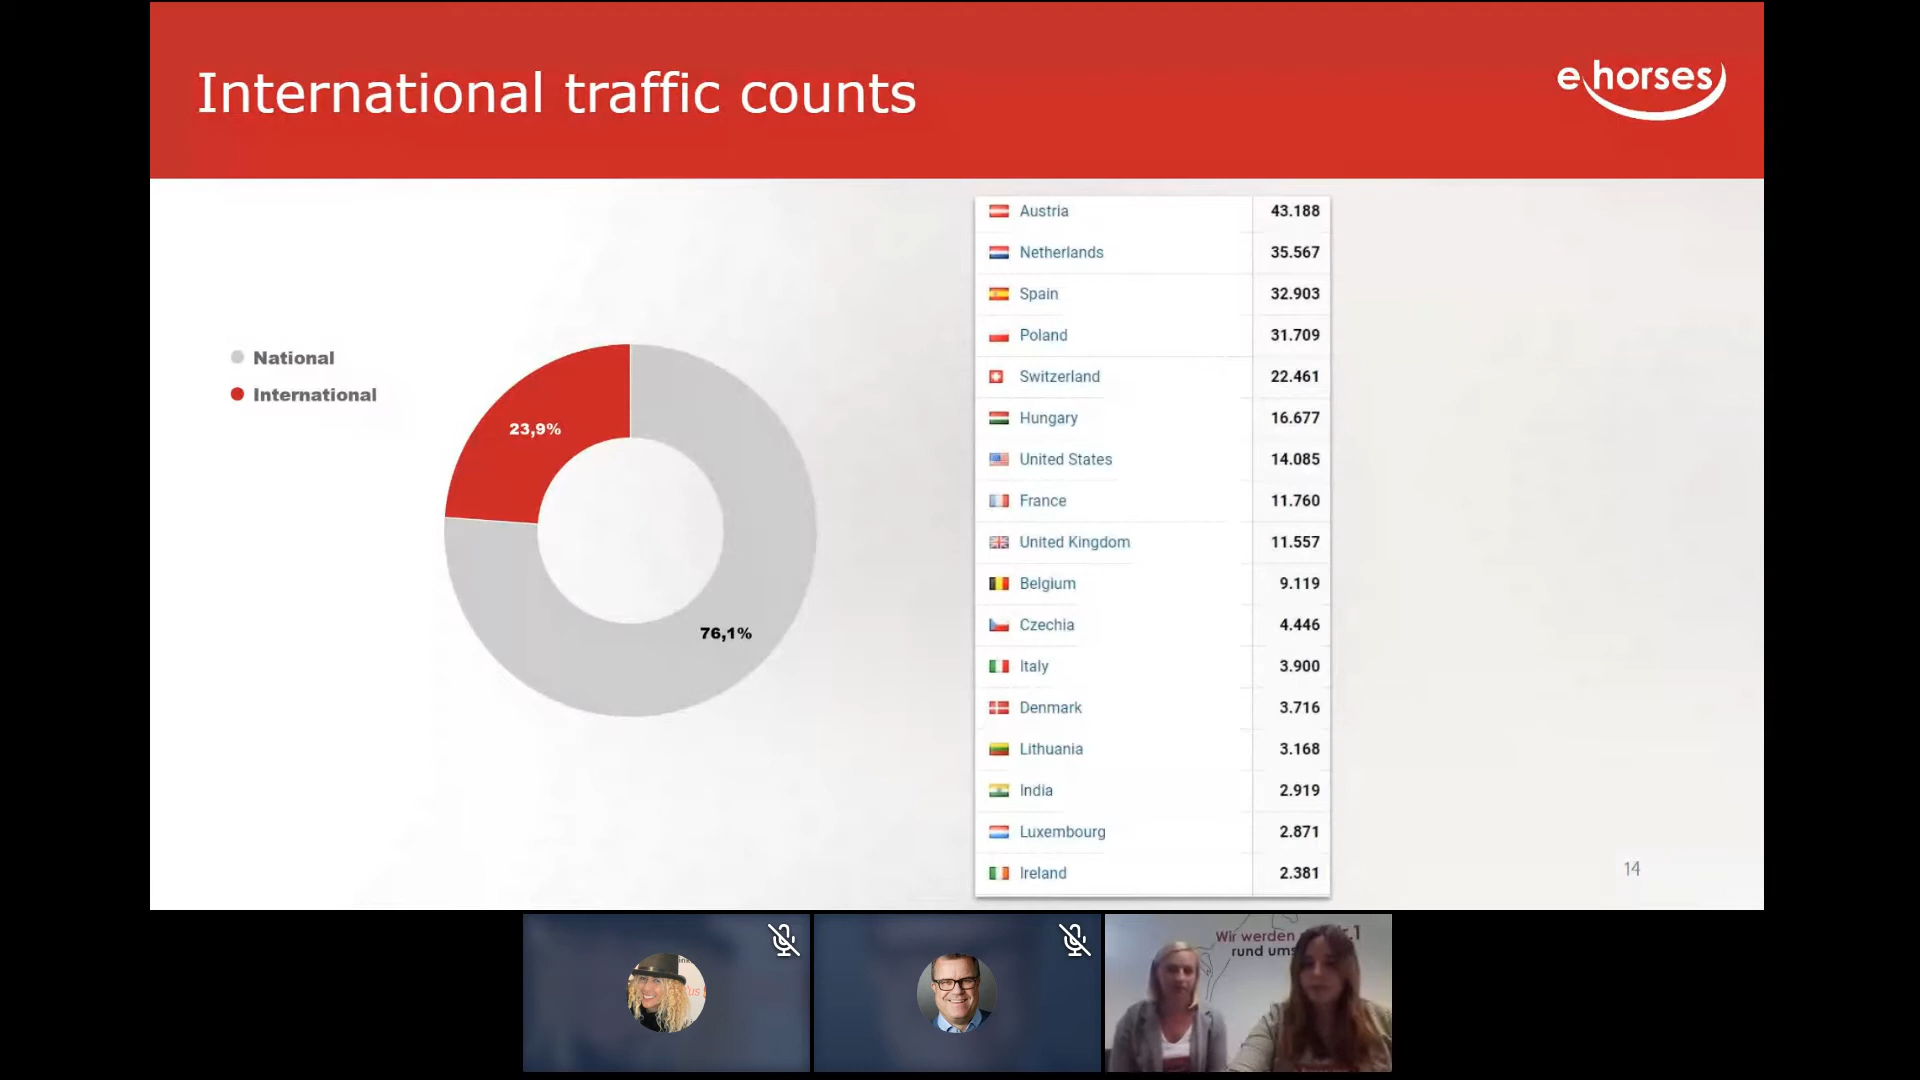 International traffic counts
ehorses
National
International
23,9%
76,1%
Austria 43.188
Netherlands 35.567
Spain 32.903
Poland 31.709
Switzerland 22.461
Hungary 16.677
United States 14.085
France 11.760
United Kingdom 11.557
Belgium 9.119
Czechia 4.446
Italy 3.900
Denmark 3.716
Lithuania 3.168
India 2.919
Luxembourg 2.871
Ireland 2.381
14
Wir werden
rund ums